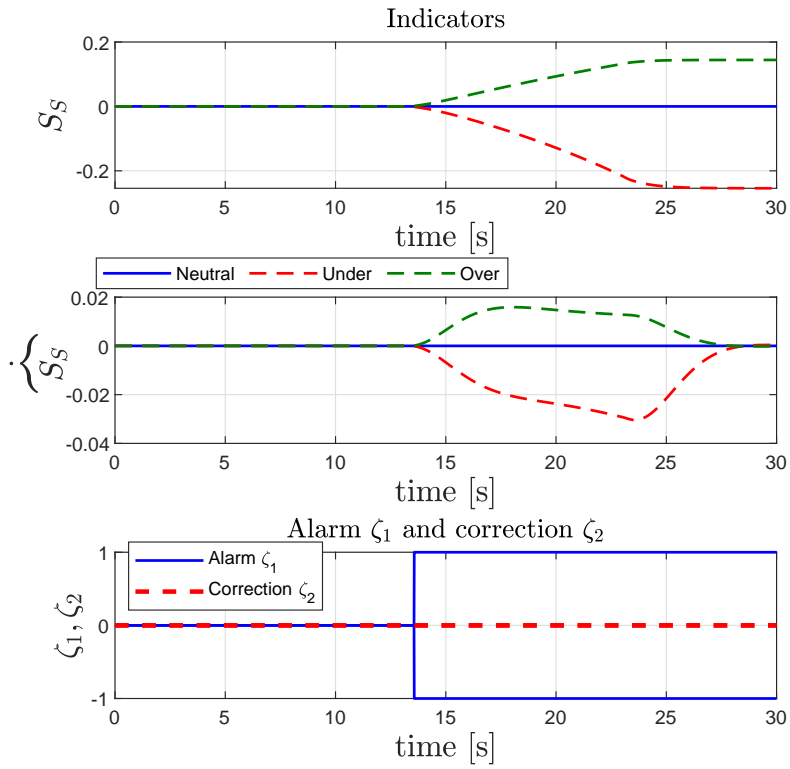 Indicators
0.2
0
-0.2
S_S
0 5 10 15 20 25 30
time [s]
Neutral Under Over
0.02
0
-0.02
-0.04
·{S_S
0 5 10 15 20 25 30
time [s]
Alarm ζ₁ and correction ζ₂
Alarm ζ₁
Correction ζ₂
1
0
-1
ζ₁, ζ₂
0 5 10 15 20 25 30
time [s]